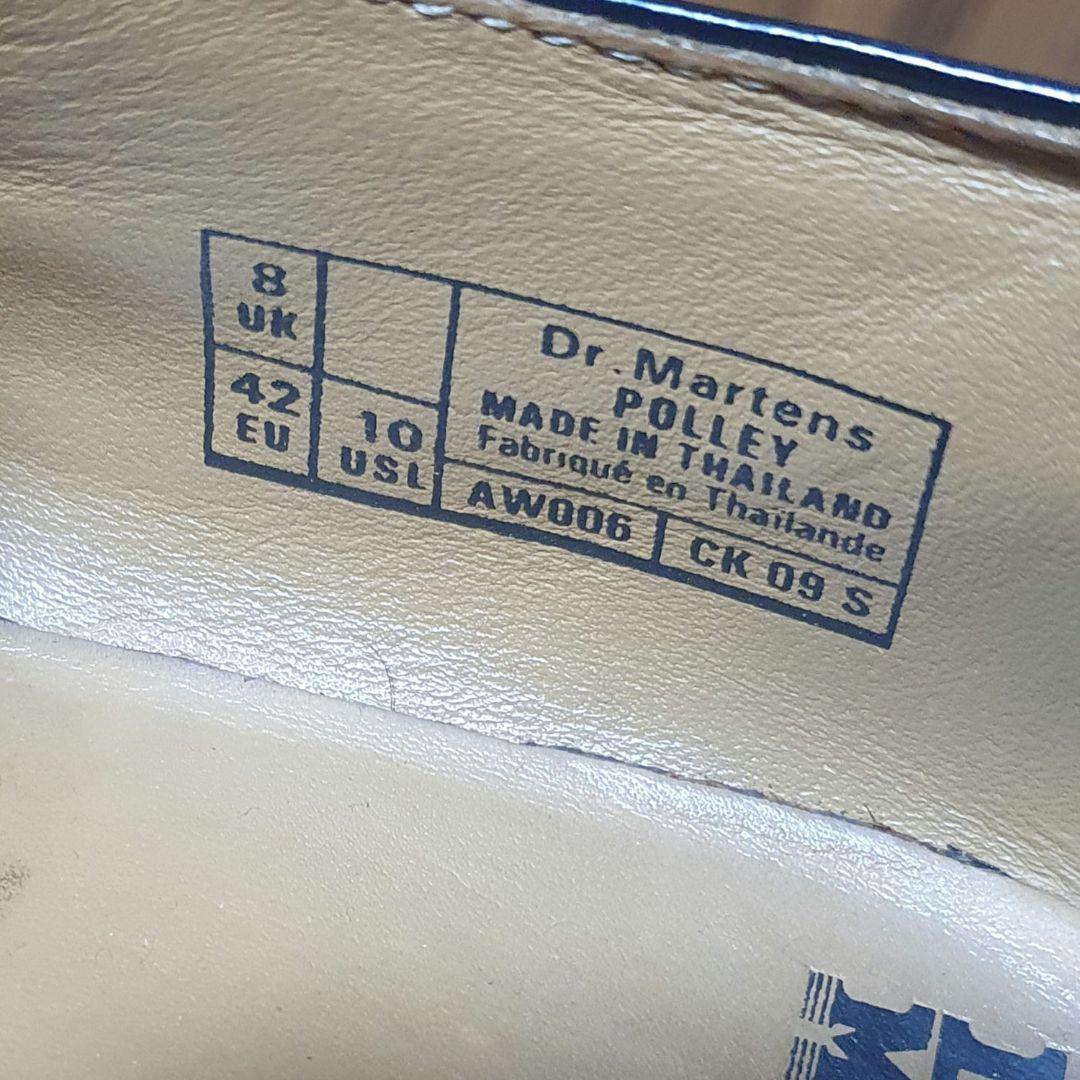 8
UK
42
EU
10
USL
Dr. Martens
POLLEY
MADE IN THAILAND
Fabriqué en Thaïlande
AW006
CK 09 S